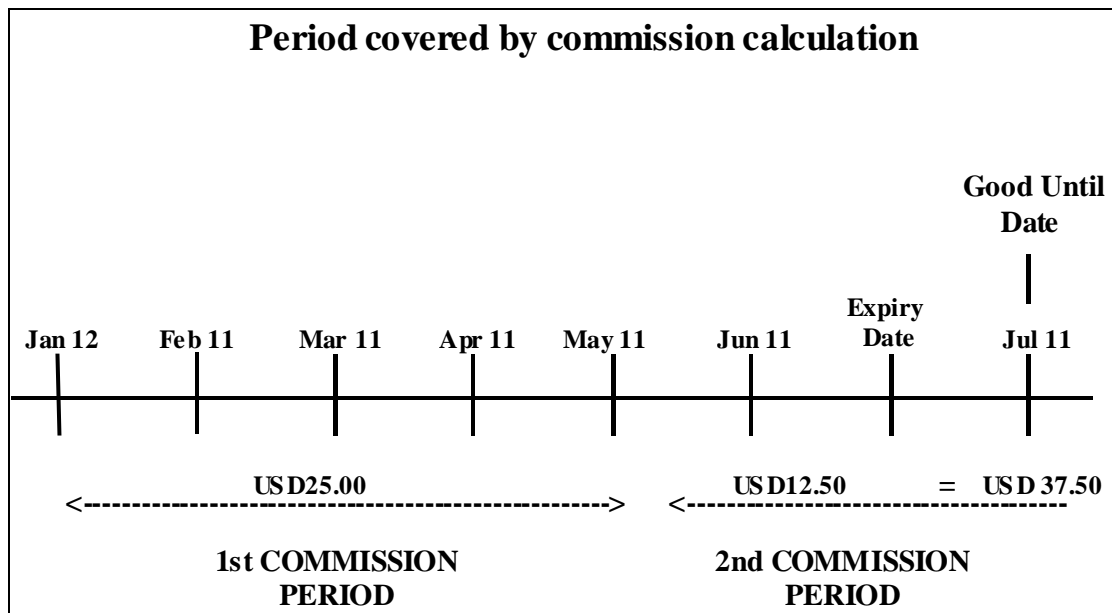 Period covered by commission calculation
Good Until
Date
Jan 12 Feb 11 Mar 11 Apr 11 May 11 Jun 11 Expiry Date Jul 11
USD25.00 USD12.50 = USD 37.50
<----------------------------------------------------> <-------------------------------------
1st COMMISSION PERIOD
2nd COMMISSION PERIOD